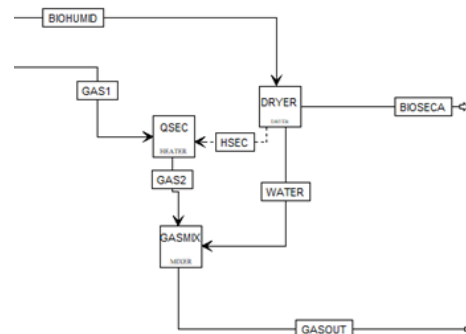 BIOHUMID
GAS1
DRYER
BIOSECA
QSEC
HEATER
HSEC
GAS2
WATER
GASMIX
MIXER
GASOUT